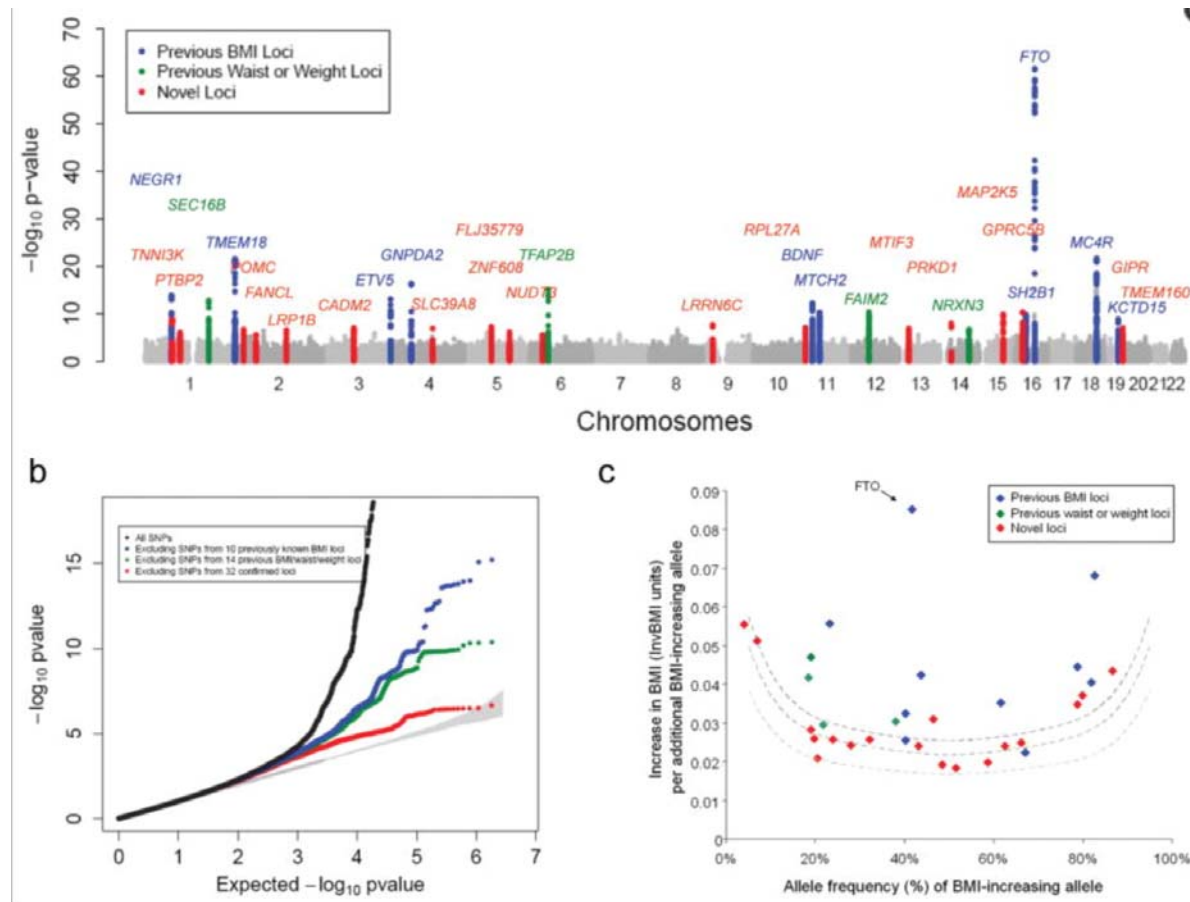 70
60
50
40
30
20
10
0
−log10 p−value
Previous BMI Loci
Previous Waist or Weight Loci
Novel Loci
FTO
NEGR1
MAP2K5
SEC16B
FLJ35779
RPL27A
GPRC5B
TMEM18
MTIF3
MC4R
TNNI3K
GNPDA2
TFAP2B
BDNF
OMC
ZNF608
PRKD1
GIPR
PTBP2
ETV5
MTCH2
FANCL
NUDT3
SH2B1
TMEM160
CADM2
SLC39A8
LRRN6C
FAIM2
NRXN3
KCTD15
LRP1B
1 2 3 4 5 6 7 8 9 10 11 12 13 14 15 16 17 18 19 202122
Chromosomes
b
All SNPs
Excluding SNPs from 10 previously known BMI loci
Excluding SNPs from 14 previous BMI/waist/weight loci
Excluding SNPs from 32 confirmed loci
15
10
5
0
−log10 pvalue
0 1 2 3 4 5 6 7
Expected −log10 pvalue
c
FTO
Previous BMI loci
Previous waist or weight loci
Novel loci
0.09
0.08
0.07
0.06
0.05
0.04
0.03
0.02
0.01
0
Increase in BMI (InvBMI units)
per additional BMI-increasing allele
0% 20% 40% 60% 80% 100%
Allele frequency (%) of BMI-increasing allele